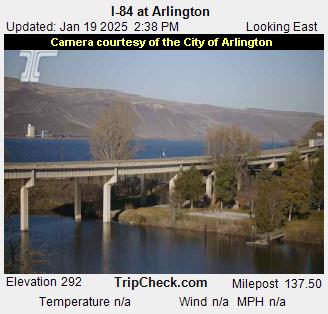 I-84 at Arlington
Updated: Jan 19 2025 2:38 PM Looking East
Camera courtesy of the City of Arlington
Elevation 292 TripCheck.com Milepost 137.50
Temperature n/a Wind n/a MPH n/a